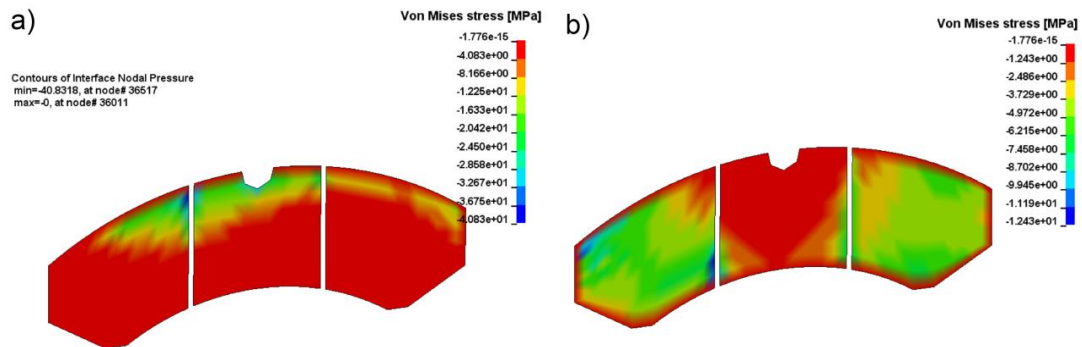 a)
Von Mises stress [MPa]
-1.776e-15
-4.083e+00
-8.166e+00
-1.225e+01
-1.633e+01
-2.042e+01
-2.450e+01
-2.858e+01
-3.267e+01
-3.675e+01
-4.083e+01
Contours of Interface Nodal Pressure
min=-40.8318, at node# 36517
max=-0, at node# 36011
b)
Von Mises stress [MPa]
-1.776e-15
-1.243e+00
-2.486e+00
-3.729e+00
-4.972e+00
-6.215e+00
-7.458e+00
-8.702e+00
-9.945e+00
-1.119e+01
-1.243e+01